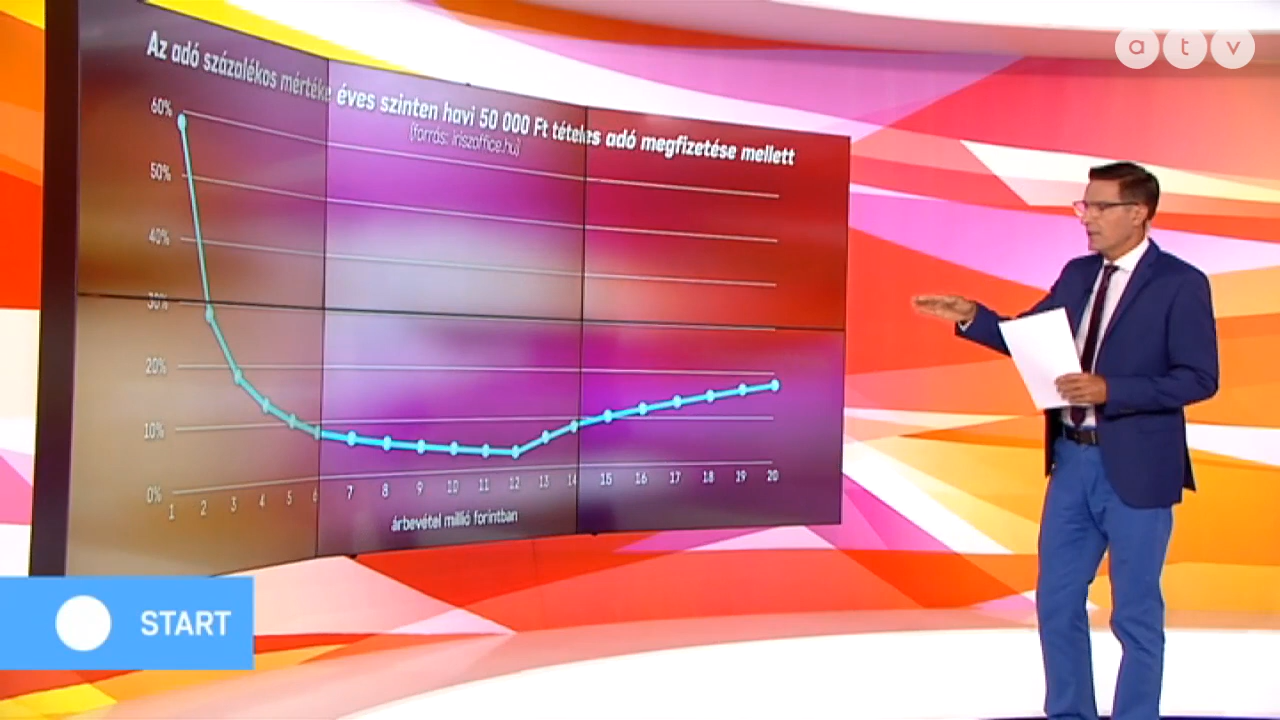 atv
Az adó százalékos mértéke éves szinten havi 50 000 Ft tételes adó megfizetése mellett
(forrás: iriszoffice.hu)
60%
50%
40%
30%
20%
10%
0%
1 2 3 4 5 6 7 8 9 10 11 12 13 14 15 16 17 18 19 20
árbevétel millió forintban
START